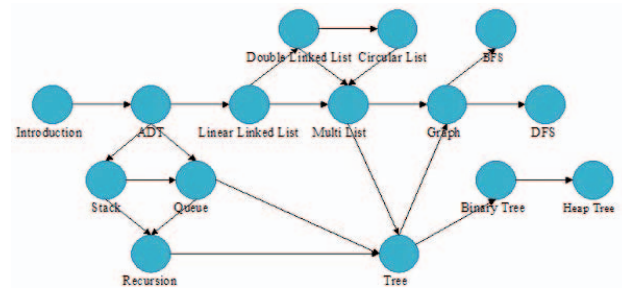 Double Linked List
Circular List
BFS
Introduction
ADT
Linear Linked List
Multi List
Graph
DFS
Stack
Queue
Binary Tree
Heap Tree
Recursion
Tree